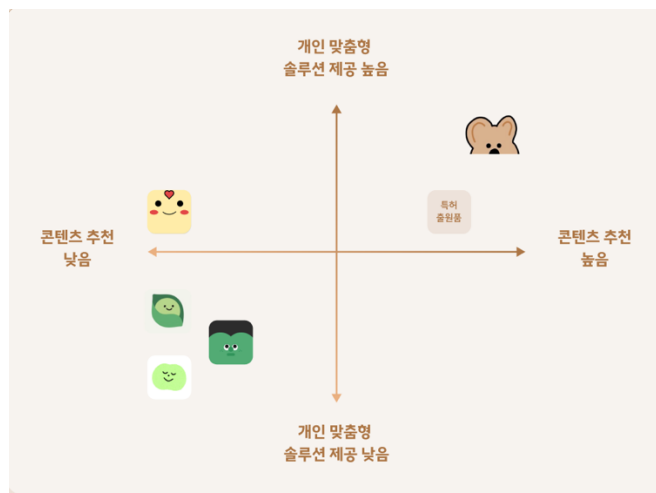 개인 맞춤형
솔루션 제공 높음
특허
출원품
콘텐츠 추천
낮음
콘텐츠 추천
높음
개인 맞춤형
솔루션 제공 낮음